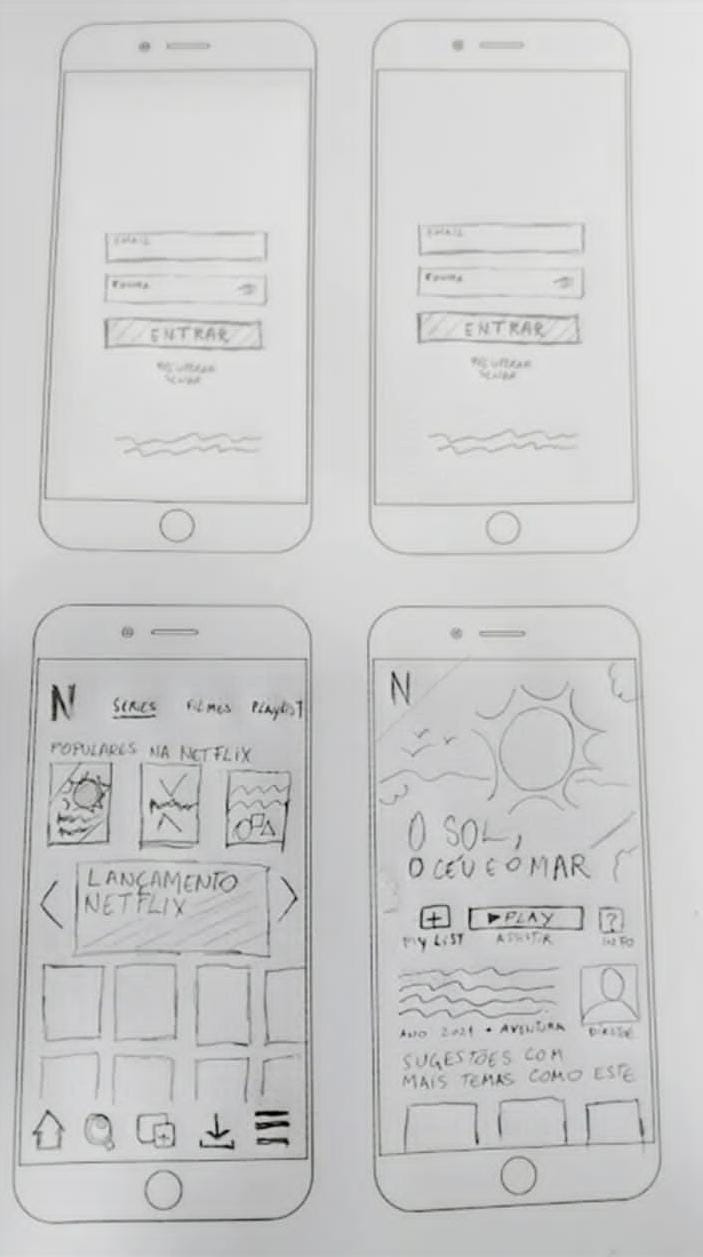 EMAIL
SENHA
ENTRAR
RECUPERAR
SENHA
EMAIL
SENHA
ENTRAR
RECUPERAR
SENHA
N SERIES FILMES PLAYLIST
POPULARES NA NETFLIX
LANÇAMENTO
NETFLIX
N
O SOL,
O CÉU E O MAR
PLAY
MY LIST ASSISTIR INFO
ANO 2021 • AVENTURA
SUGESTÕES COM
MAIS TEMAS COMO ESTE